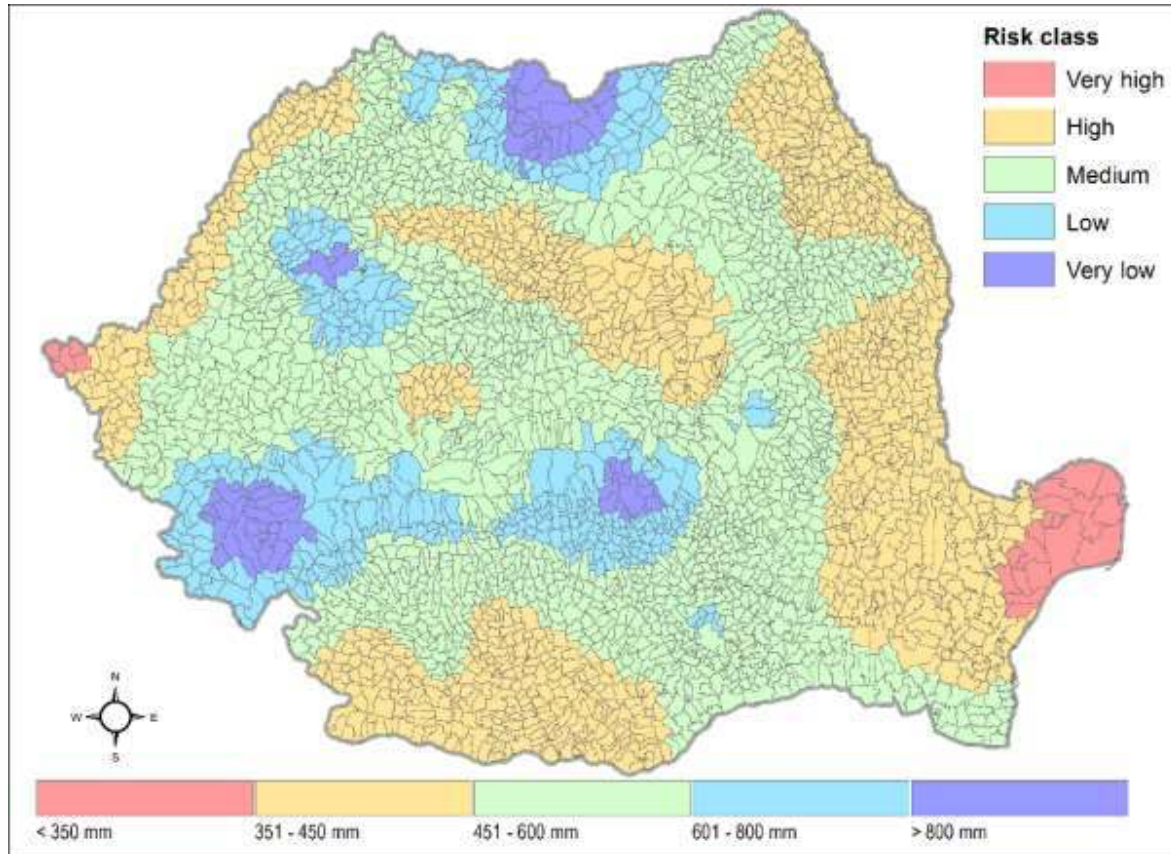 Risk class
Very high
High
Medium
Low
Very low
N
W E
S
< 350 mm 351 - 450 mm 451 - 600 mm 601 - 800 mm > 800 mm